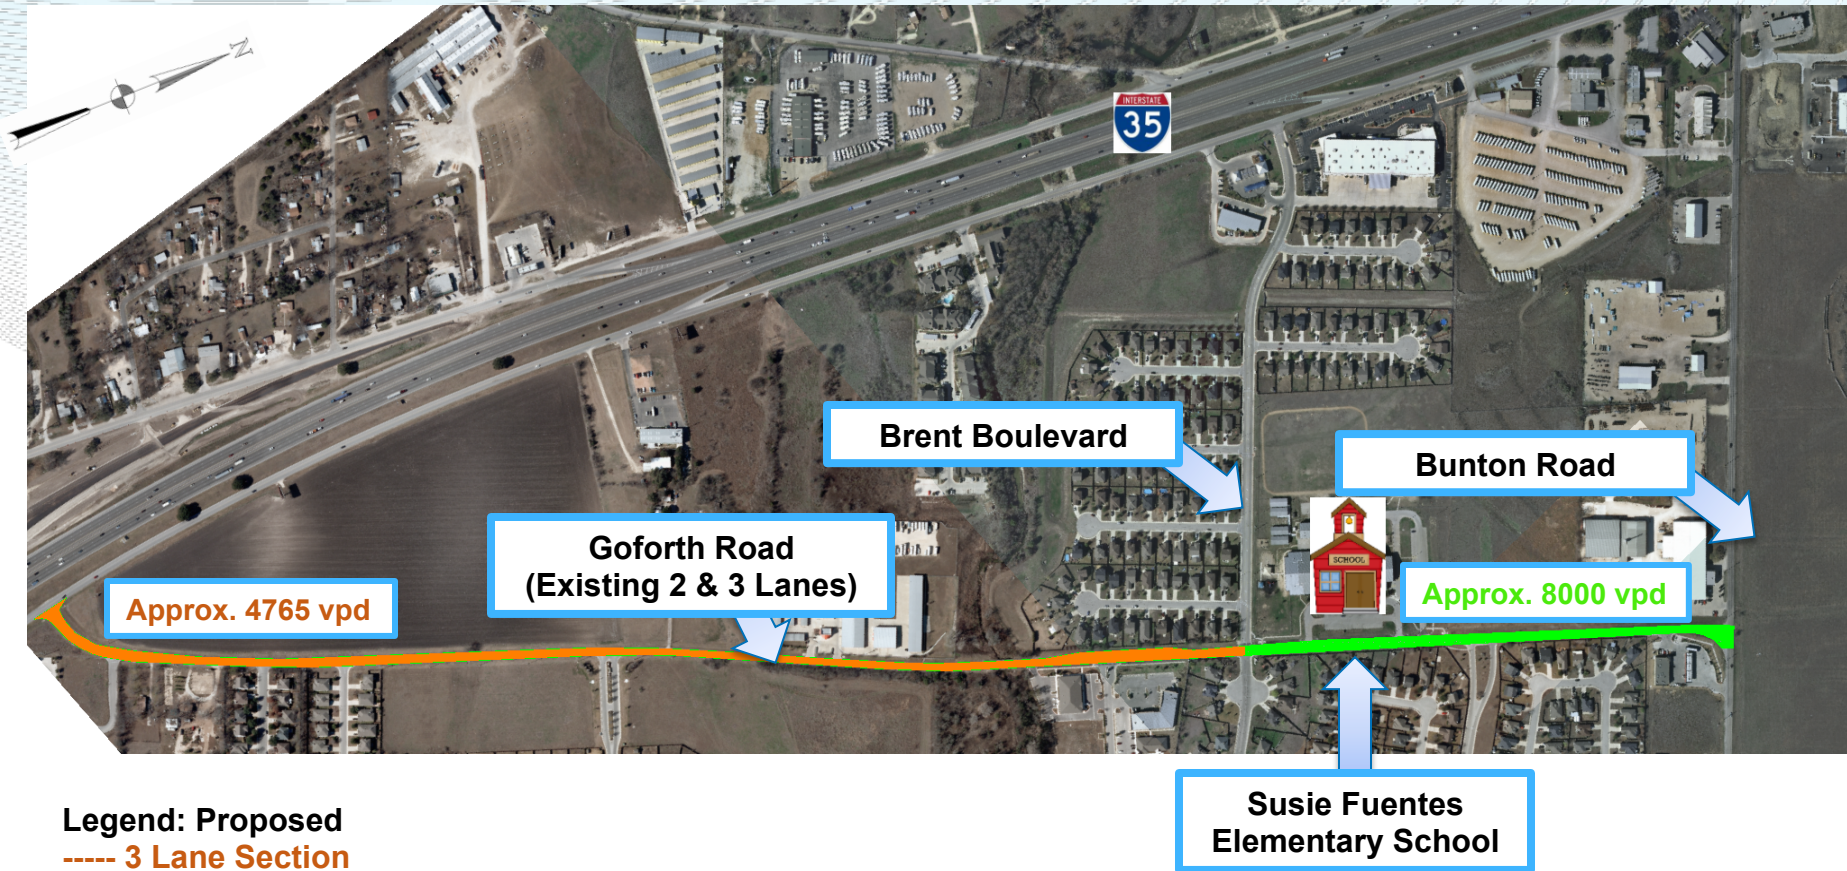 N
INTERSTATE
35
Brent Boulevard
Bunton Road
Goforth Road
(Existing 2 & 3 Lanes)
SCHOOL
Approx. 4765 vpd
Approx. 8000 vpd
Susie Fuentes
Elementary School
Legend: Proposed
----- 3 Lane Section